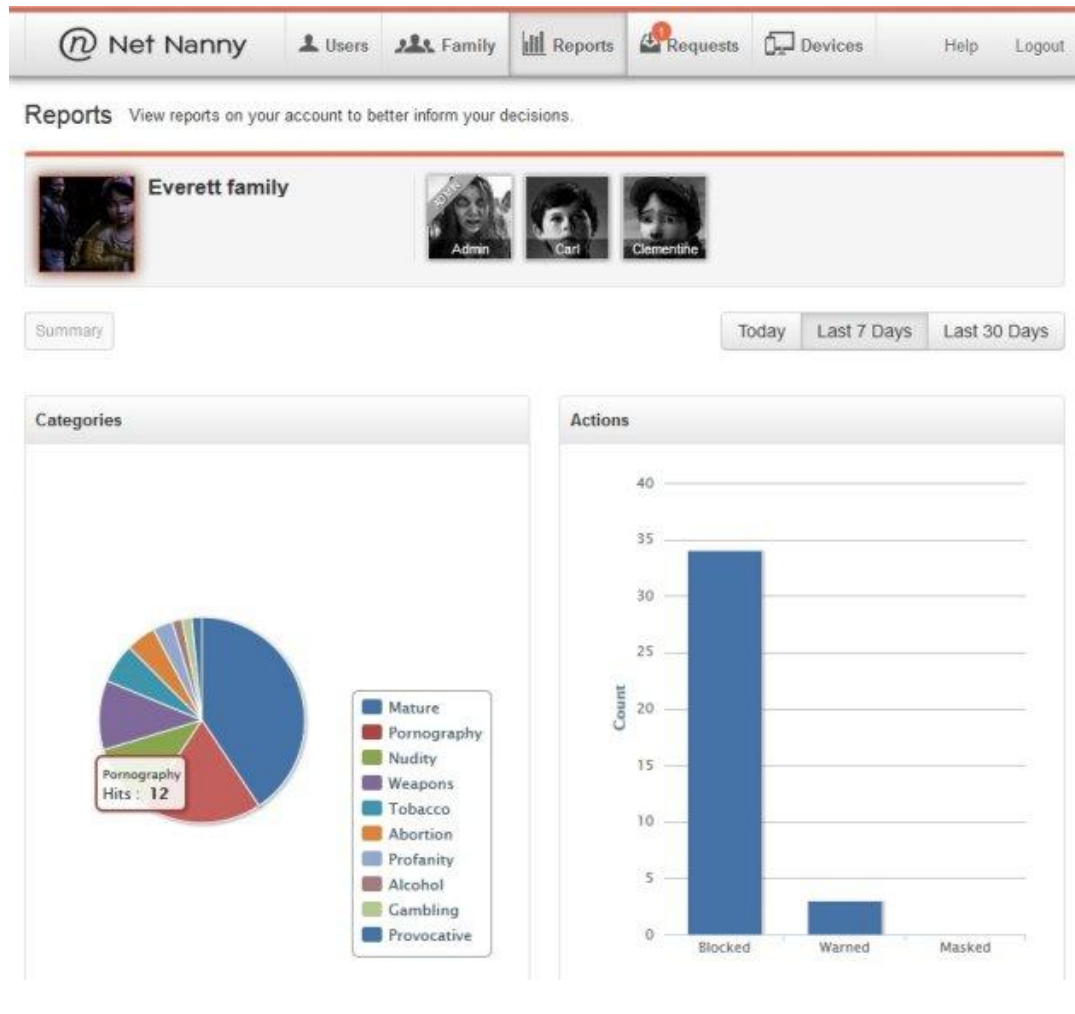 Net Nanny Users Family Reports 1 Requests Devices Help Logout
Reports View reports on your account to better inform your decisions.
Everett family
ADMIN
Admin Carl Clementine
Summary
Today Last 7 Days Last 30 Days
Categories
Pornography
Hits : 12
Mature
Pornography
Nudity
Weapons
Tobacco
Abortion
Profanity
Alcohol
Gambling
Provocative
Actions
40
35
30
25
20
15
10
5
0
Count
Blocked Warned Masked